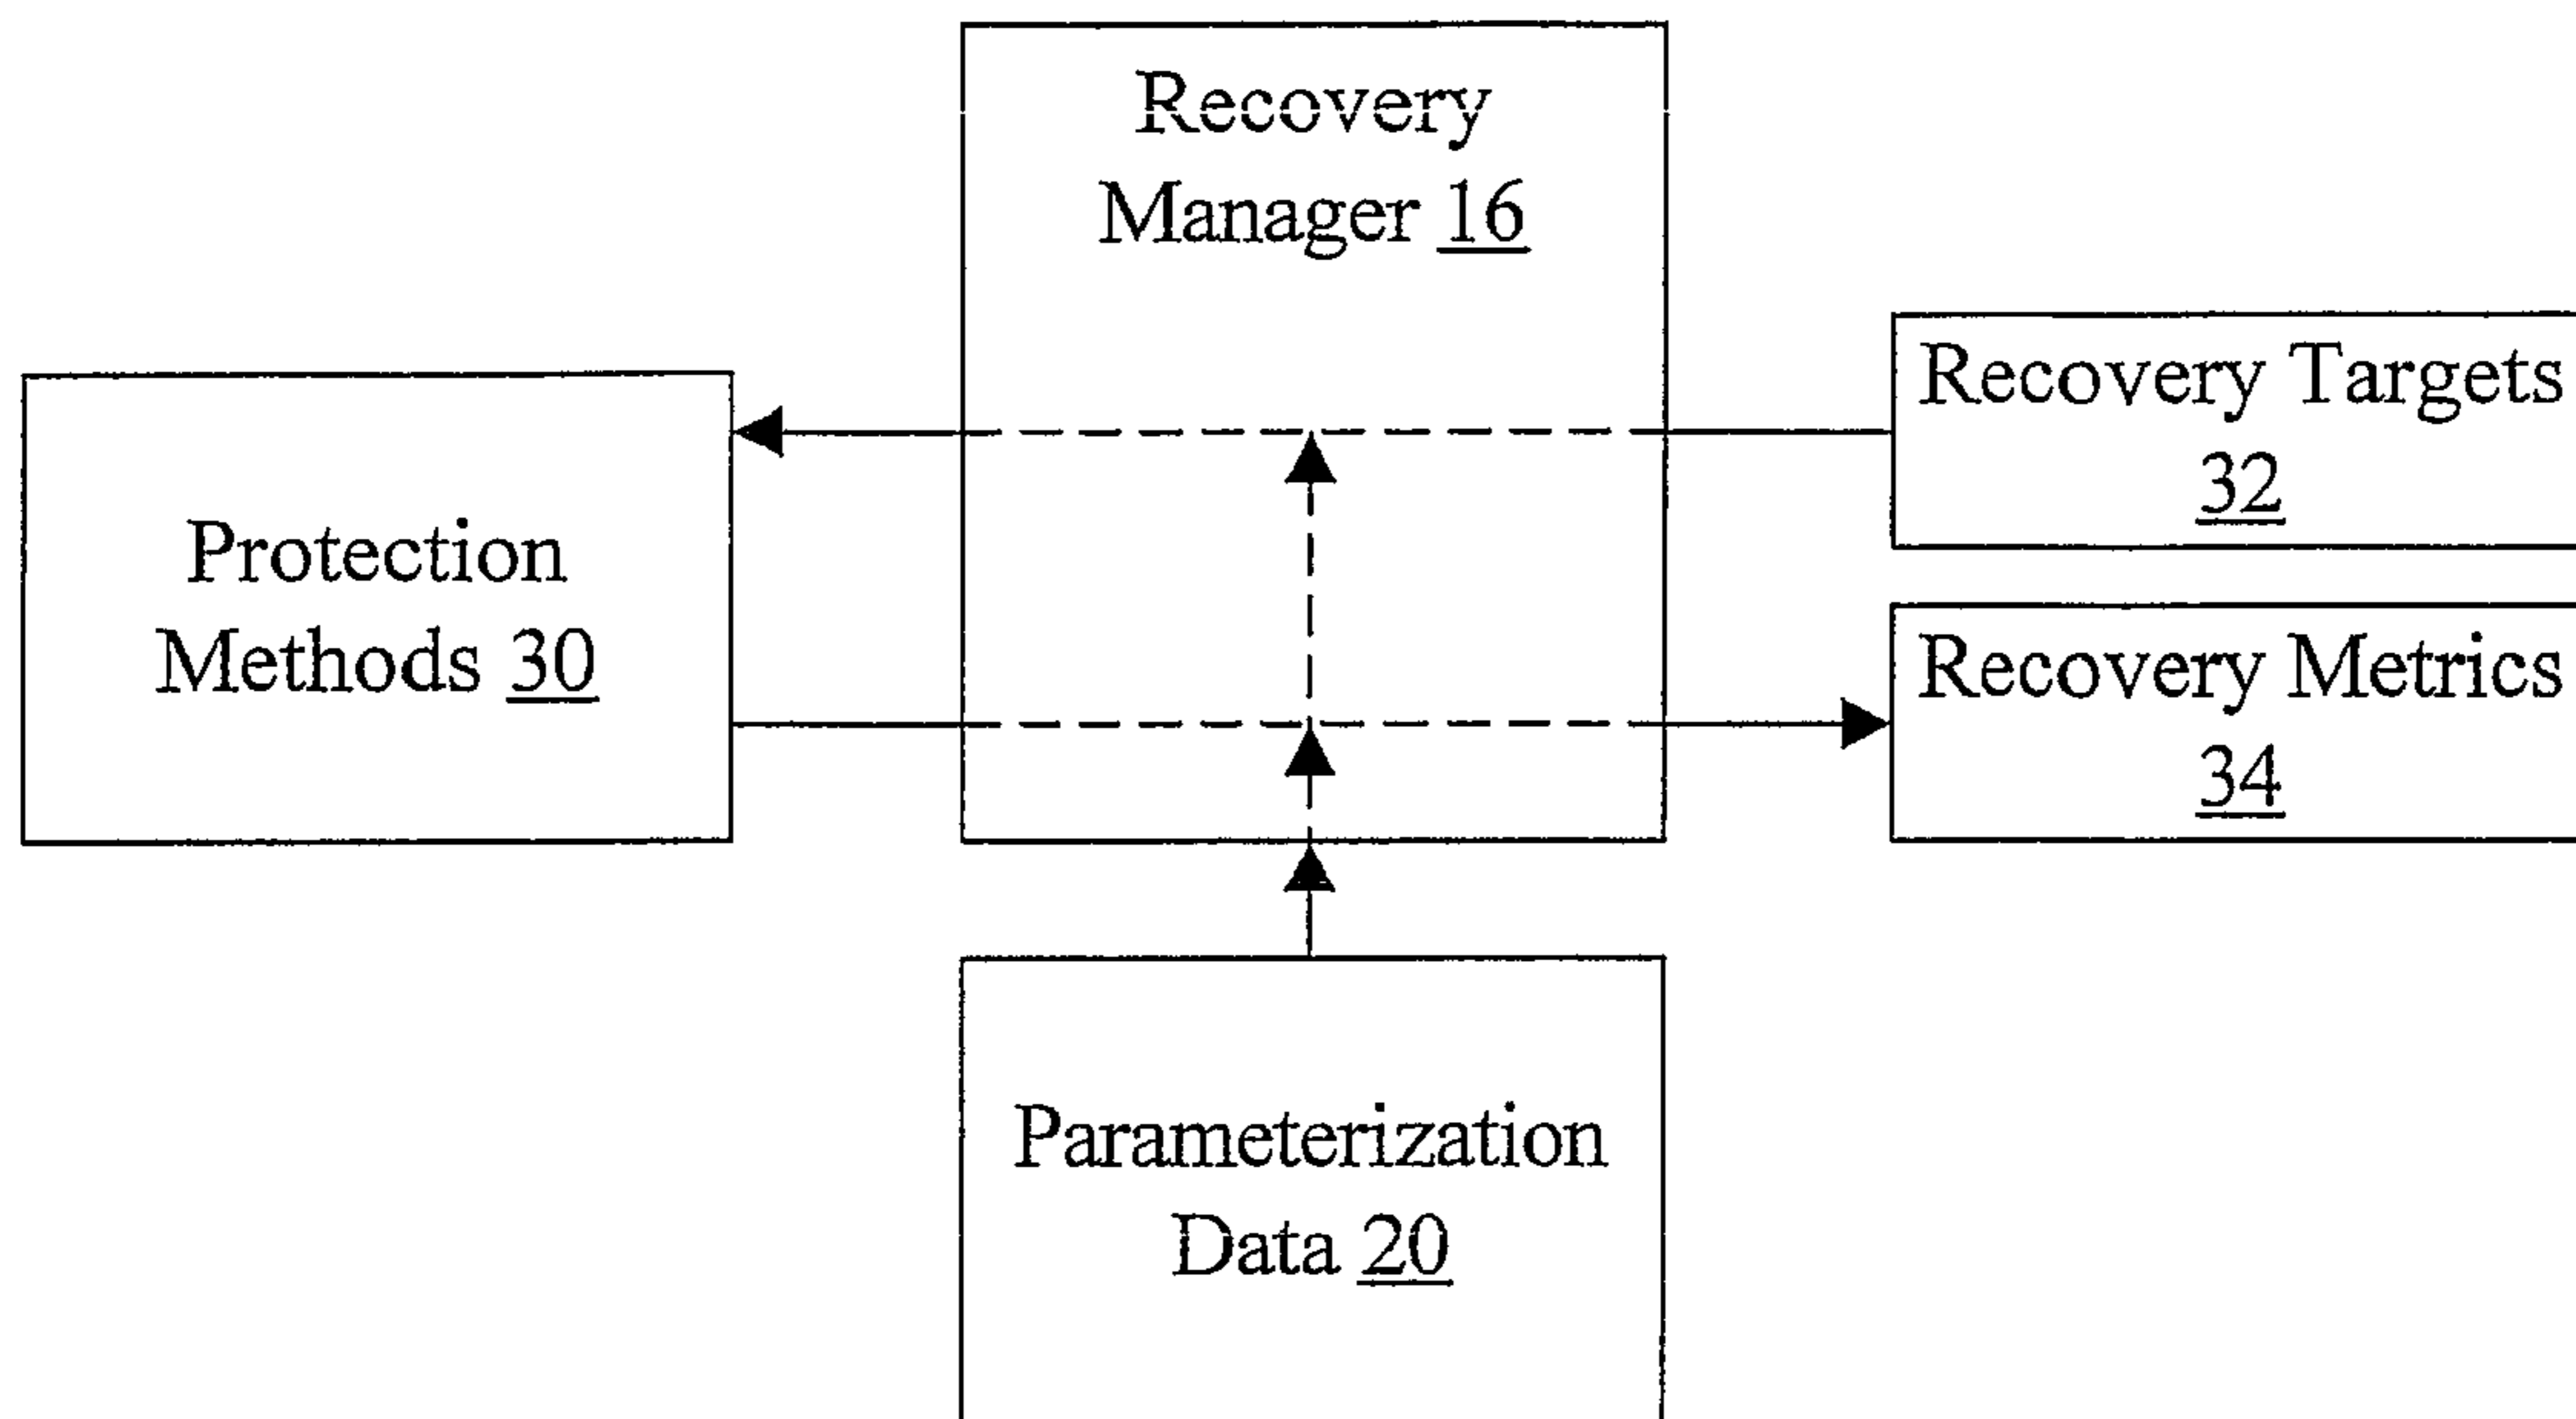 Recovery
Manager 16
Recovery Targets
32
Protection
Methods 30
Recovery Metrics
34
Parameterization
Data 20